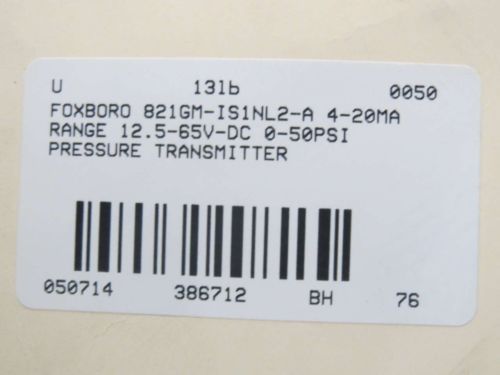 U 13lb 0050
FOXBORO 821GM-IS1NL2-A 4-20MA
RANGE 12.5-65V-DC 0-50PSI
PRESSURE TRANSMITTER
050714 386712 BH 76